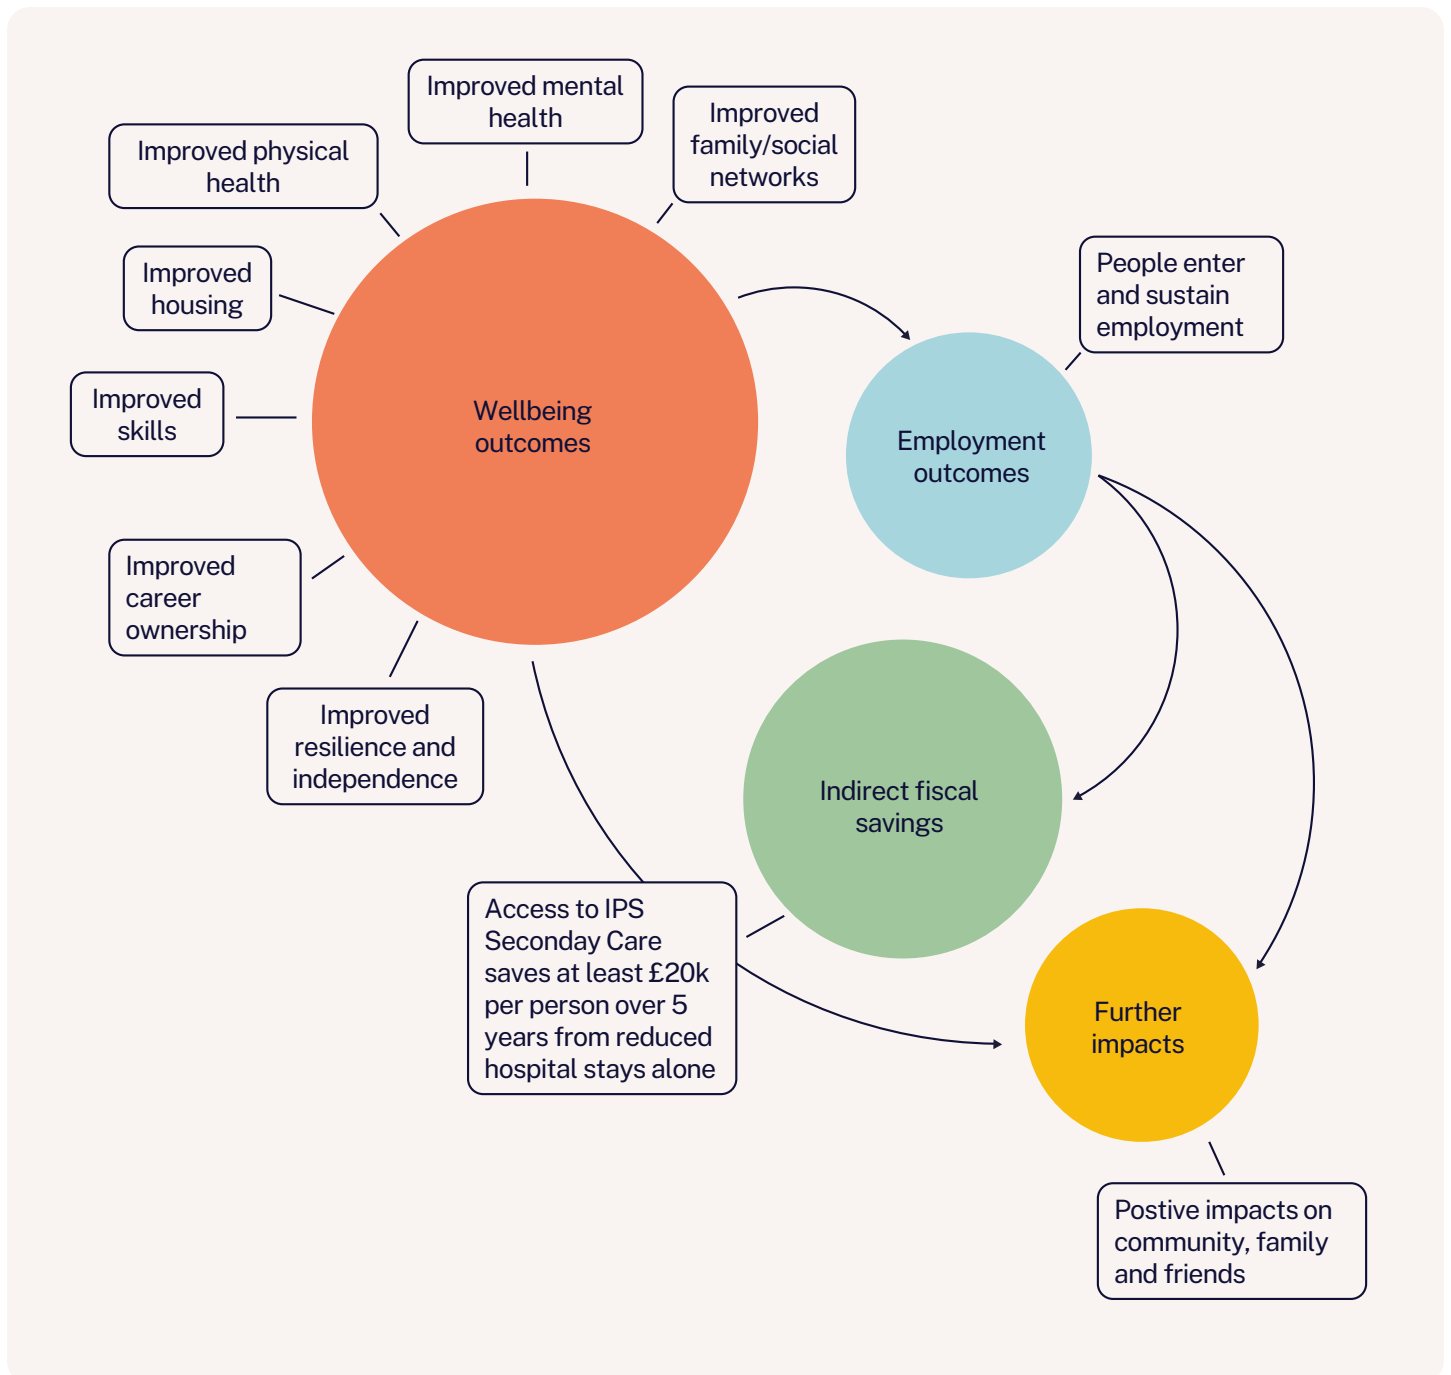 Improved mental
health
Improved
family/social
networks
Improved physical
health
Improved
housing
Improved
skills
Improved
career
ownership
Improved
resilience and
independence
Wellbeing
outcomes
People enter
and sustain
employment
Employment
outcomes
Indirect fiscal
savings
Access to IPS
Seconday Care
saves at least £20k
per person over 5
years from reduced
hospital stays alone
Further
impacts
Postive impacts on
community, family
and friends